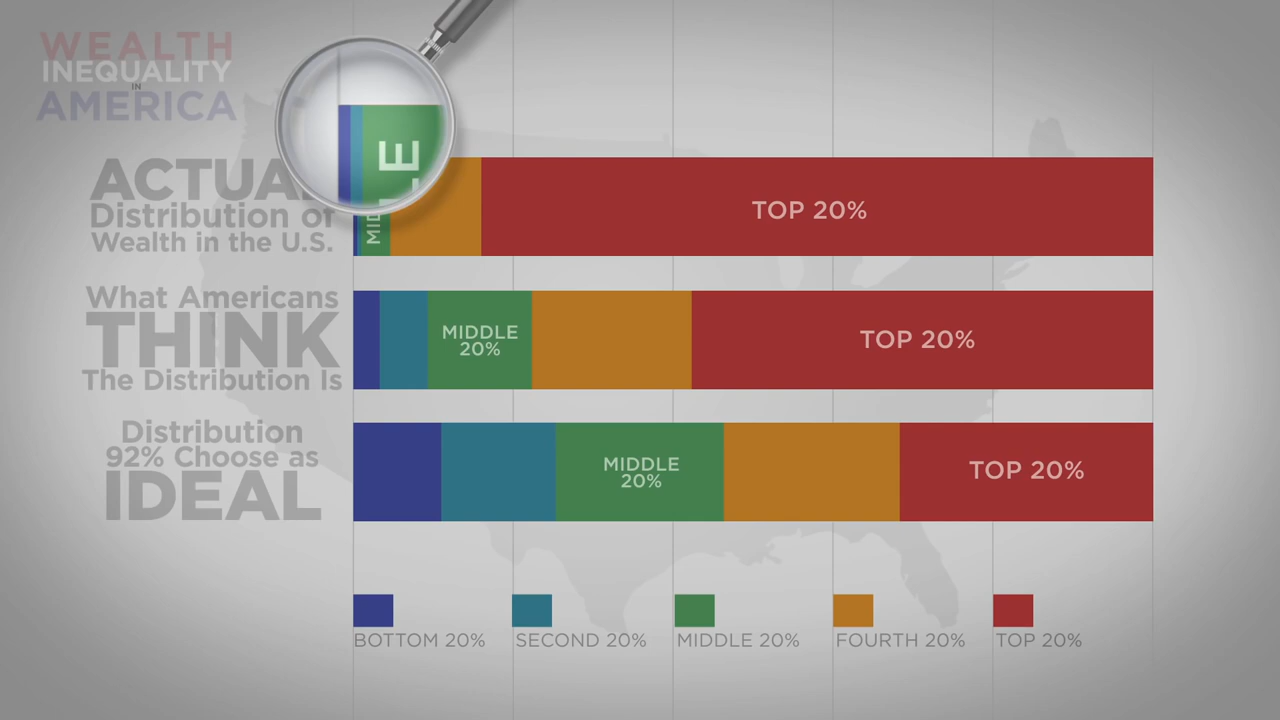 WEALTH
INEQUALITY
IN
AMERICA
ACTUA
Distribution of
Wealth in the U.S.
TOP 20%
What Americans
THINK
The Distribution Is
MIDDLE
20%
TOP 20%
Distribution
92% Choose as
IDEAL
MIDDLE
20%
TOP 20%
BOTTOM 20%
SECOND 20%
MIDDLE 20%
FOURTH 20%
TOP 20%